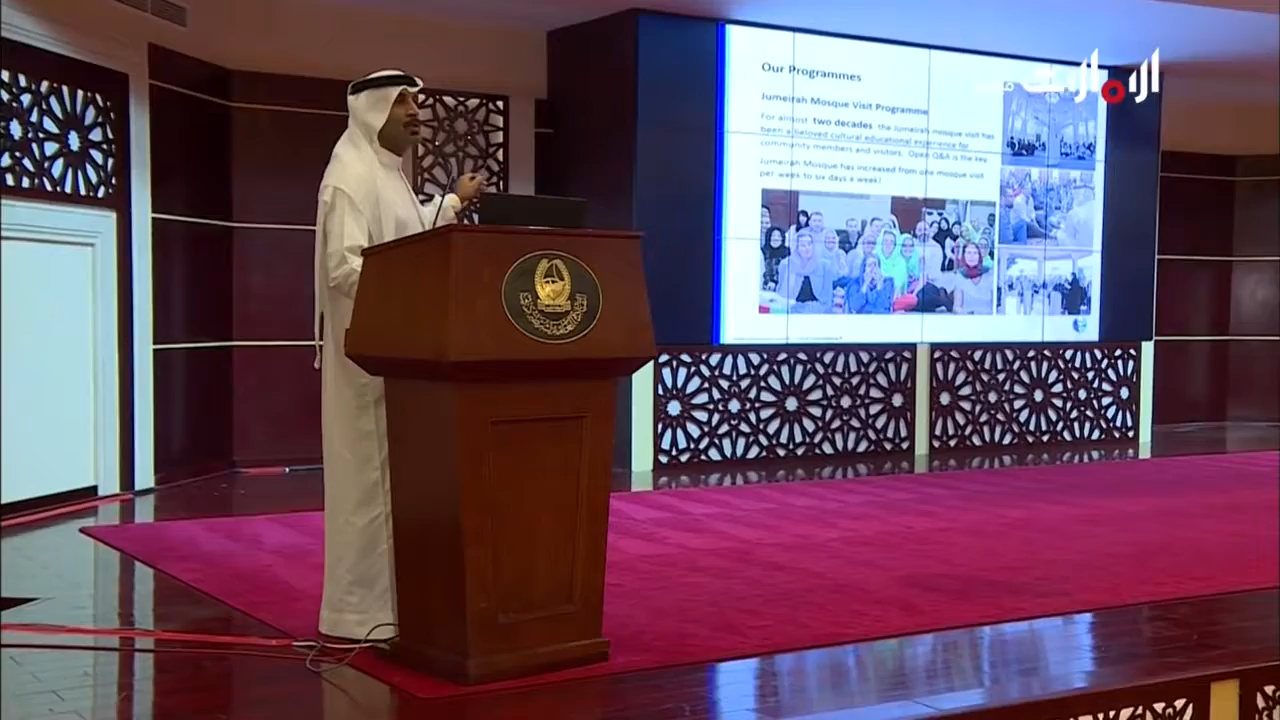 Our Programmes
الإمارات
Jumeirah Mosque Visit Programme
For almost two decades the Jumeirah mosque visit has
been a beloved cultural educational experience for
community members and visitors. Open Q&A is the key.
Jumeirah Mosque has increased from one mosque visit
per week to six days a week!